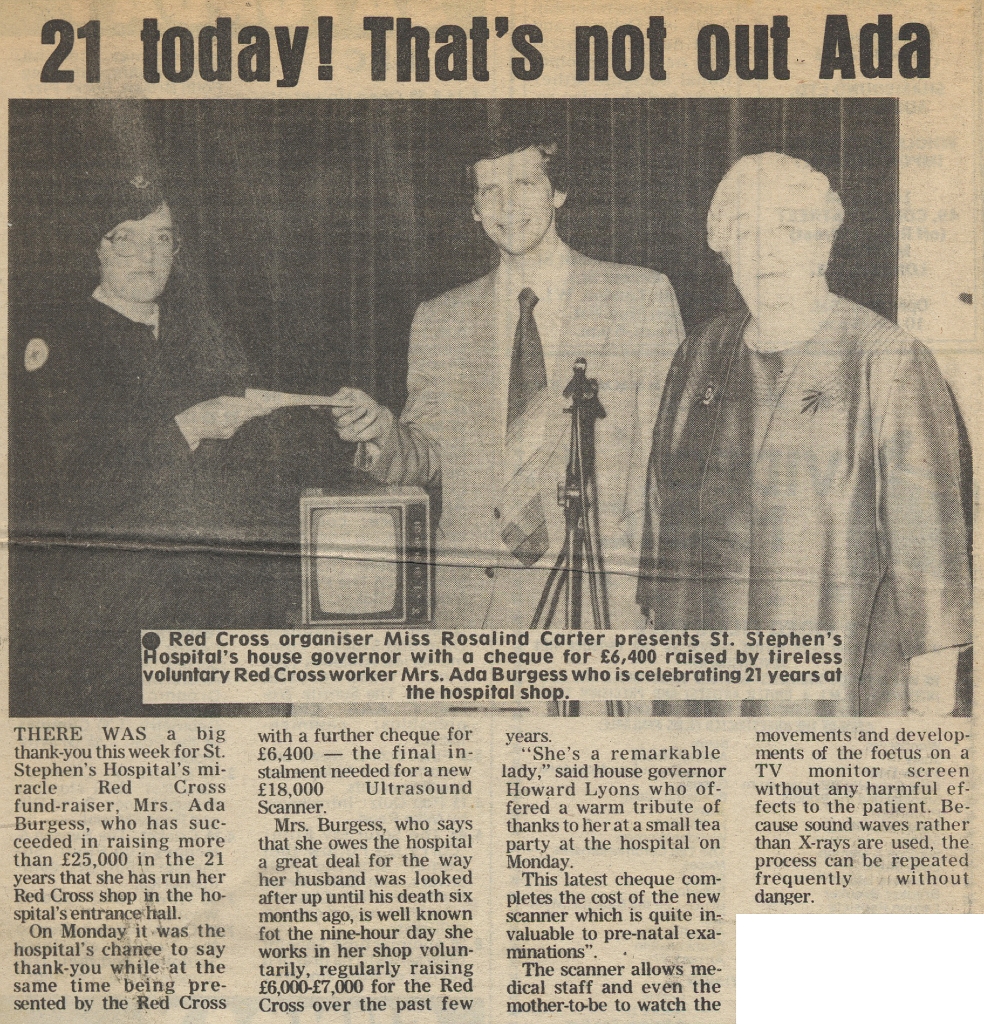 21 today! That's not out Ada
● Red Cross organiser Miss Rosalind Carter presents St. Stephen's
Hospital's house governor with a cheque for £6,400 raised by tireless
voluntary Red Cross worker Mrs. Ada Burgess who is celebrating 21 years at
the hospital shop.
THERE WAS a big
thank-you this week for St.
Stephen's Hospital's mi-
racle Red Cross
fund-raiser, Mrs. Ada
Burgess, who has suc-
ceeded in raising more
than £25,000 in the 21
years that she has run her
Red Cross shop in the ho-
spital's entrance hall.
On Monday it was the
hospital's chance to say
thank-you while at the
same time being pre-
sented by the Red Cross
with a further cheque for
£6,400 — the final in-
stalment needed for a new
£18,000 Ultrasound
Scanner.
Mrs. Burgess, who says
that she owes the hospital
a great deal for the way
her husband was looked
after up until his death six
months ago, is well known
fot the nine-hour day she
works in her shop volun-
tarily, regularly raising
£6,000-£7,000 for the Red
Cross over the past few
years.
"She's a remarkable
lady," said house governor
Howard Lyons who of-
fered a warm tribute of
thanks to her at a small tea
party at the hospital on
Monday.
This latest cheque com-
pletes the cost of the new
scanner which is quite in-
valuable to pre-natal exa-
minations".
The scanner allows me-
dical staff and even the
mother-to-be to watch the
movements and develop-
ments of the foetus on a
TV monitor screen
without any harmful ef-
fects to the patient. Be-
cause sound waves rather
than X-rays are used, the
process can be repeated
frequently without
danger.